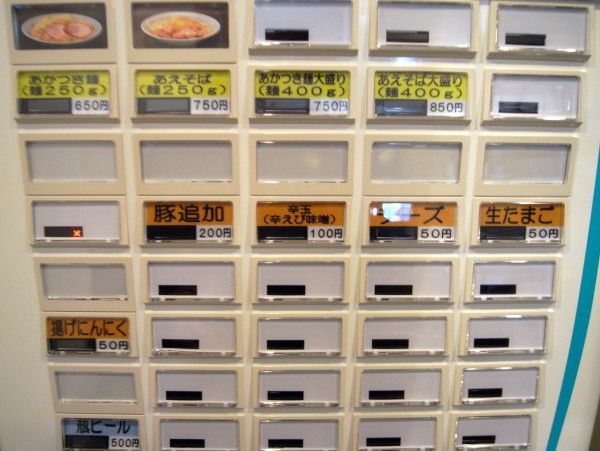 あかつき麺
(麺250g)
650円
あえそば
(麺250g)
750円
あかつき麺大盛り
(麺400g)
750円
あえそば大盛り
(麺400g)
850円
豚追加
200円
辛玉
(辛えび味噌)
100円
チーズ
50円
生たまご
50円
揚げにんにく
50円
瓶ビール
500円